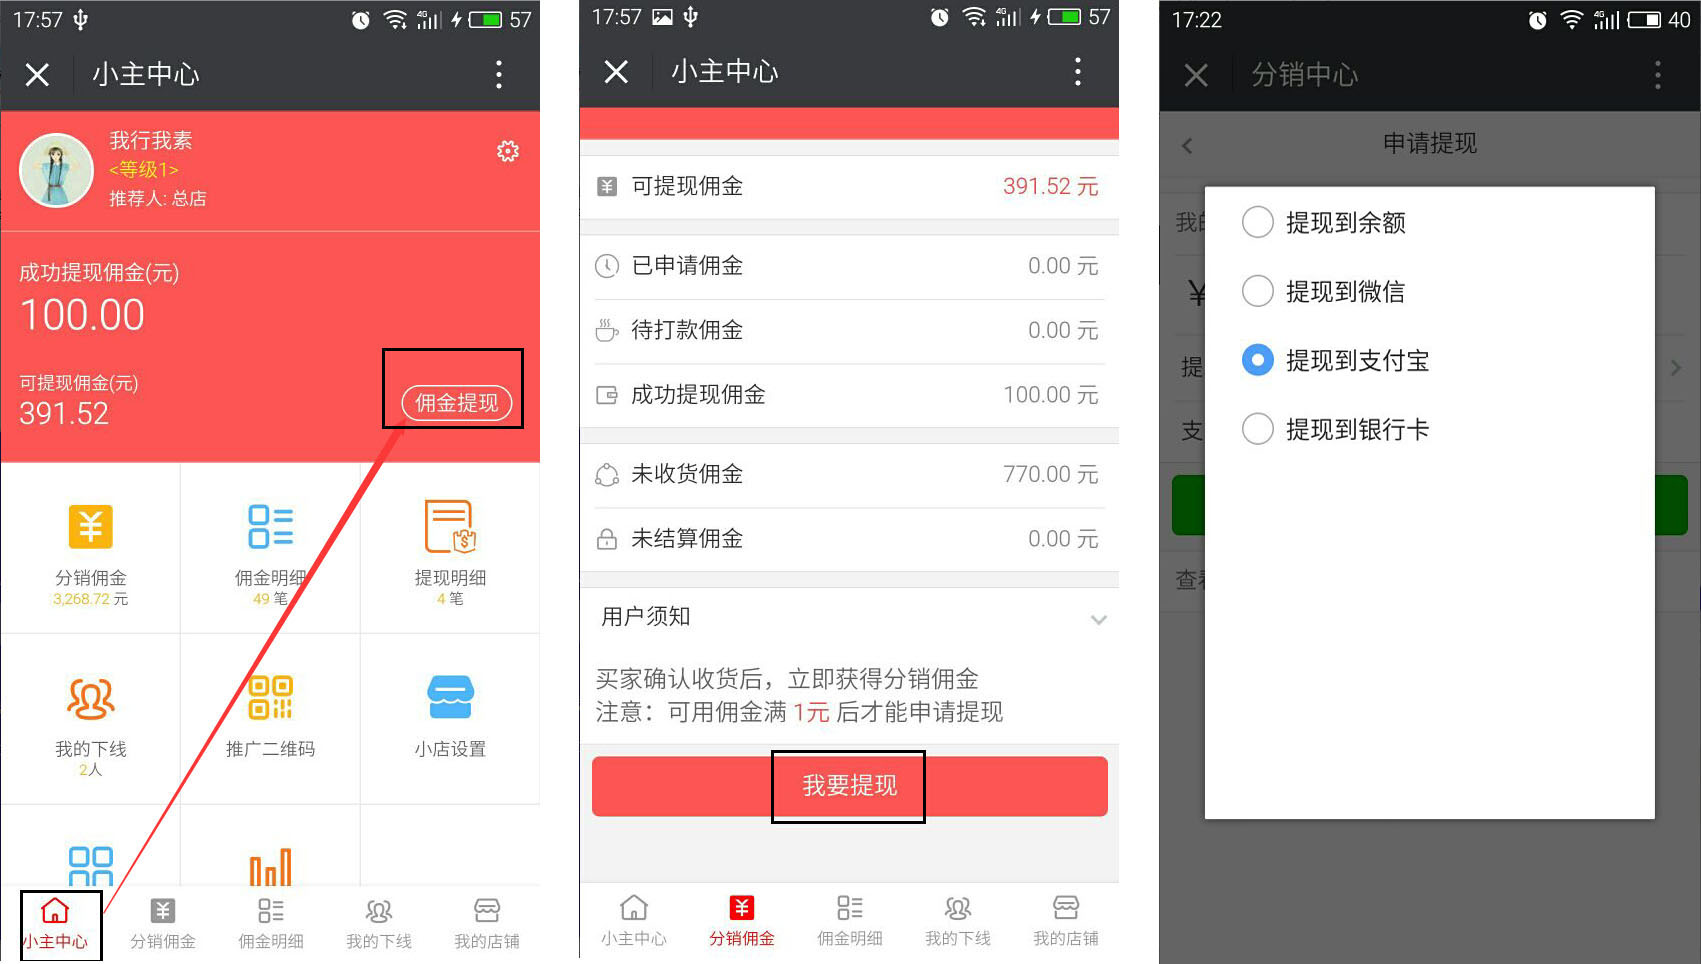 17:57
57
小主中心
我行我素
<等级1>
推荐人: 总店
成功提现佣金(元)
100.00
可提现佣金(元)
391.52
佣金提现
分销佣金
3,268.72 元
佣金明细
49 笔
提现明细
4 笔
我的下线
2人
推广二维码
小店设置
小主中心
分销佣金
佣金明细
我的下线
我的店铺
17:57
57
小主中心
可提现佣金
391.52 元
已申请佣金
0.00 元
待打款佣金
0.00 元
成功提现佣金
100.00 元
未收货佣金
770.00 元
未结算佣金
0.00 元
用户须知
买家确认收货后，立即获得分销佣金
注意：可用佣金满 1元 后才能申请提现
我要提现
小主中心
分销佣金
佣金明细
我的下线
我的店铺
17:22
40
分销中心
申请提现
我的
¥
提
支
查看
提现到余额
提现到微信
提现到支付宝
提现到银行卡